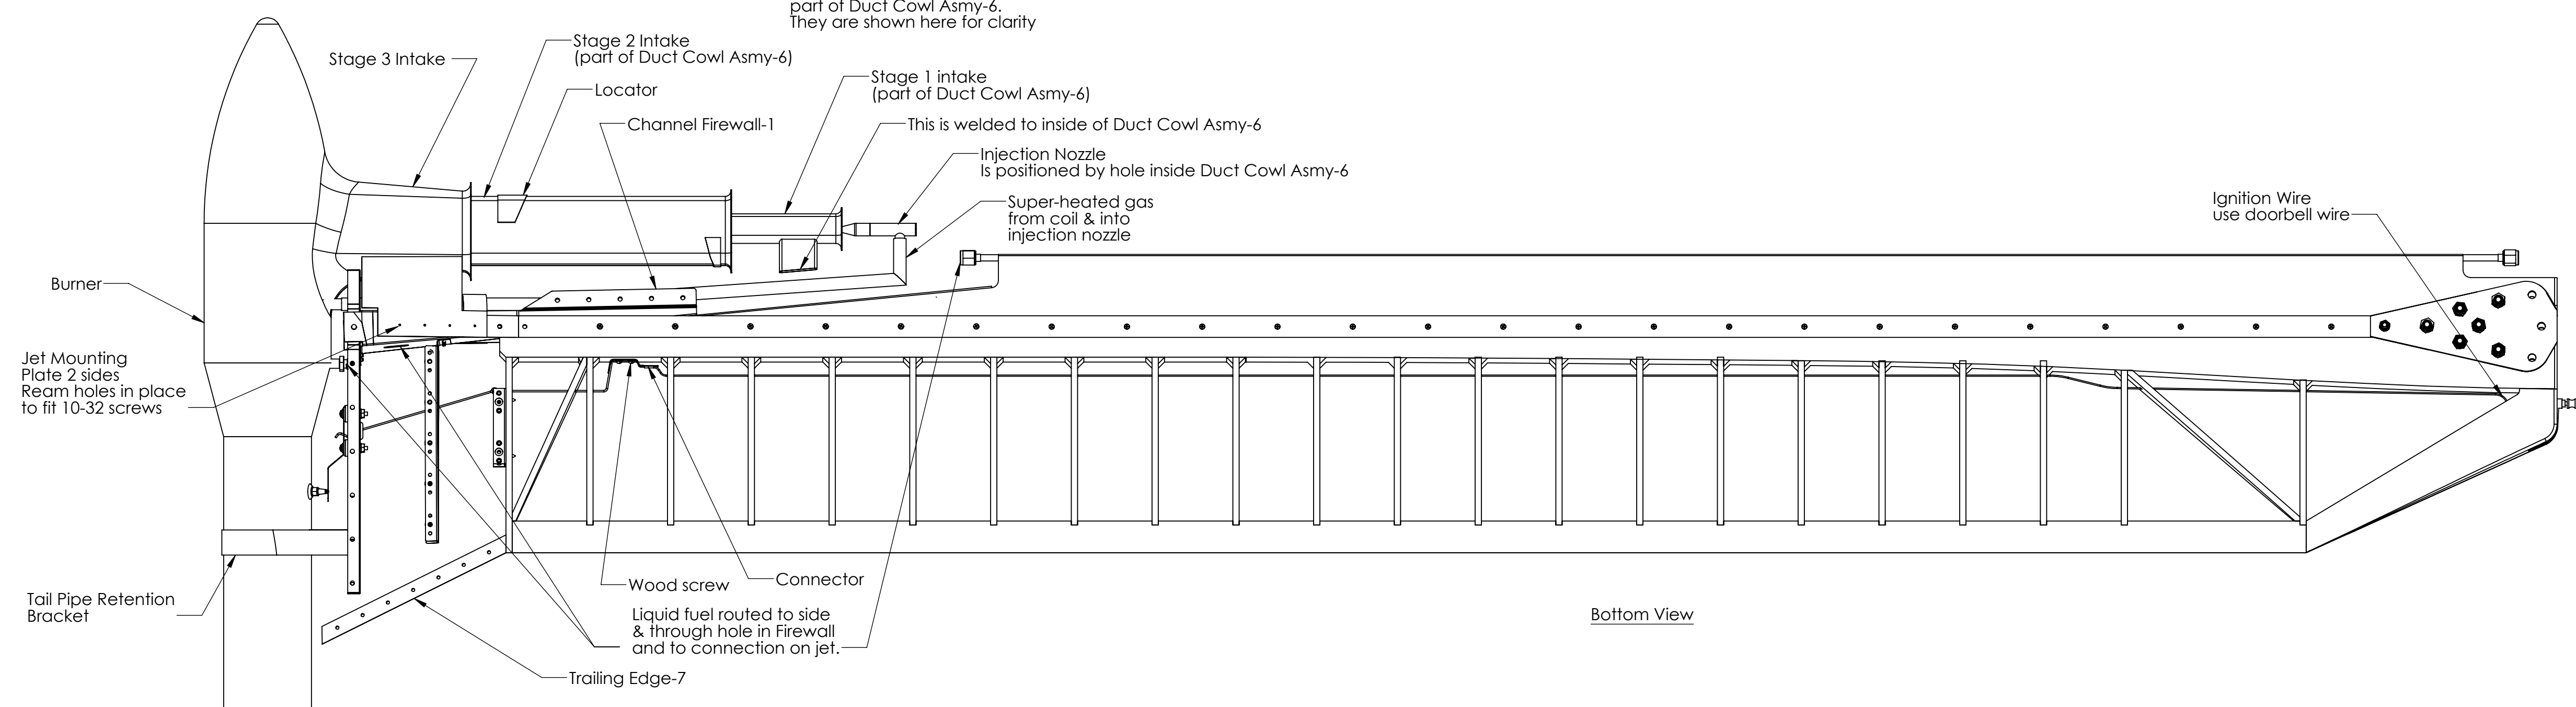 part of Duct Cowl Asmy-6.
They are shown here for clarity
Stage 2 Intake
(part of Duct Cowl Asmy-6)
Stage 3 Intake
Stage 1 intake
(part of Duct Cowl Asmy-6)
Locator
Channel Firewall-1
This is welded to inside of Duct Cowl Asmy-6
Injection Nozzle
Is positioned by hole inside Duct Cowl Asmy-6
Super-heated gas
from coil & into
injection nozzle
Ignition Wire
use doorbell wire
Burner
Jet Mounting
Plate 2 sides
Ream holes in place
to fit 10-32 screws
Tail Pipe Retention
Bracket
Wood screw
Connector
Liquid fuel routed to side
& through hole in Firewall
and to connection on jet.
Trailing Edge-7
Bottom View